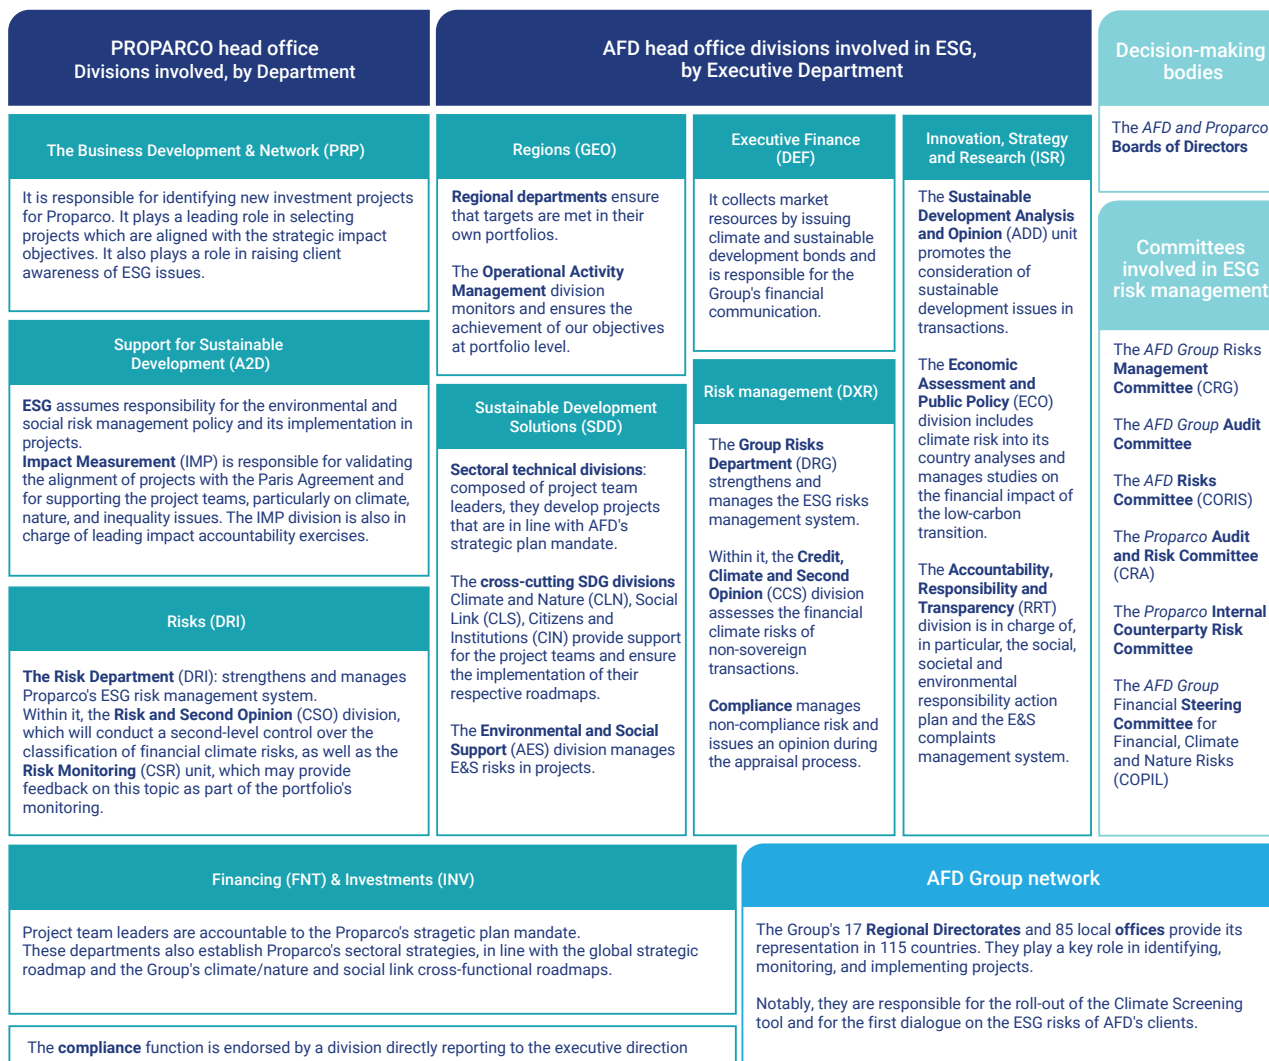 PROPARCO head office
Divisions involved, by Department
The Business Development & Network (PRP)
It is responsible for identifying new investment projects
for Proparco. It plays a leading role in selecting
projects which are aligned with the strategic impact
objectives. It also plays a role in raising client
awareness of ESG issues.
Support for Sustainable
Development (A2D)
ESG assumes responsibility for the environmental and
social risk management policy and its implementation in
projects.
Impact Measurement (IMP) is responsible for validating
the alignment of projects with the Paris Agreement and
for supporting the project teams, particularly on climate,
nature, and inequality issues. The IMP division is also in
charge of leading impact accountability exercises.
Risks (DRI)
The Risk Department (DRI): strengthens and manages
Proparco's ESG risk management system.
Within it, the Risk and Second Opinion (CSO) division,
which will conduct a second-level control over the
classification of financial climate risks, as well as the
Risk Monitoring (CSR) unit, which may provide
feedback on this topic as part of the portfolio's
monitoring.
AFD head office divisions involved in ESG,
by Executive Department
Regions (GEO)
Regional departments ensure
that targets are met in their
own portfolios.
The Operational Activity
Management division
monitors and ensures the
achievement of our objectives
at portfolio level.
Sustainable Development
Solutions (SDD)
Sectoral technical divisions:
composed of project team
leaders, they develop projects
that are in line with AFD's
strategic plan mandate.
The cross-cutting SDG divisions
Climate and Nature (CLN), Social
Link (CLS), Citizens and
Institutions (CIN) provide support
for the project teams and ensure
the implementation of their
respective roadmaps.
The Environmental and Social
Support (AES) division manages
E&S risks in projects.
Executive Finance
(DEF)
It collects market
resources by issuing
climate and sustainable
development bonds and
is responsible for the
Group's financial
communication.
Risk management (DXR)
The Group Risks
Department (DRG)
strengthens and
manages the ESG risks
management system.
Within it, the Credit,
Climate and Second
Opinion (CCS) division
assesses the financial
climate risks of
non-sovereign
transactions.
Compliance manages
non-compliance risk and
issues an opinion during
the appraisal process.
Innovation, Strategy
and Research (ISR)
The Sustainable
Development Analysis
and Opinion (ADD) unit
promotes the
consideration of
sustainable
development issues in
transactions.
The Economic
Assessment and
Public Policy (ECO)
division includes
climate risk into its
country analyses and
manages studies on
the financial impact of
the low-carbon
transition.
The Accountability,
Responsibility and
Transparency (RRT)
division is in charge of,
in particular, the social,
societal and
environmental
responsibility action
plan and the E&S
complaints
management system.
Decision-making
bodies
The AFD and Proparco
Boards of Directors
Committees
involved in ESG
risk management
The AFD Group Risks
Management
Committee (CRG)
The AFD Group Audit
Committee
The AFD Risks
Committee (CORIS)
The Proparco Audit
and Risk Committee
(CRA)
The Proparco Internal
Counterparty Risk
Committee
The AFD Group
Financial Steering
Committee for
Financial, Climate
and Nature Risks
(COPIL)
Financing (FNT) & Investments (INV)
Project team leaders are accountable to the Proparco's stragetic plan mandate.
These departments also establish Proparco's sectoral strategies, in line with the global strategic
roadmap and the Group's climate/nature and social link cross-functional roadmaps.
The compliance function is endorsed by a division directly reporting to the executive direction
AFD Group network
The Group's 17 Regional Directorates and 85 local offices provide its
representation in 115 countries. They play a key role in identifying,
monitoring, and implementing projects.
Notably, they are responsible for the roll-out of the Climate Screening
tool and for the first dialogue on the ESG risks of AFD's clients.